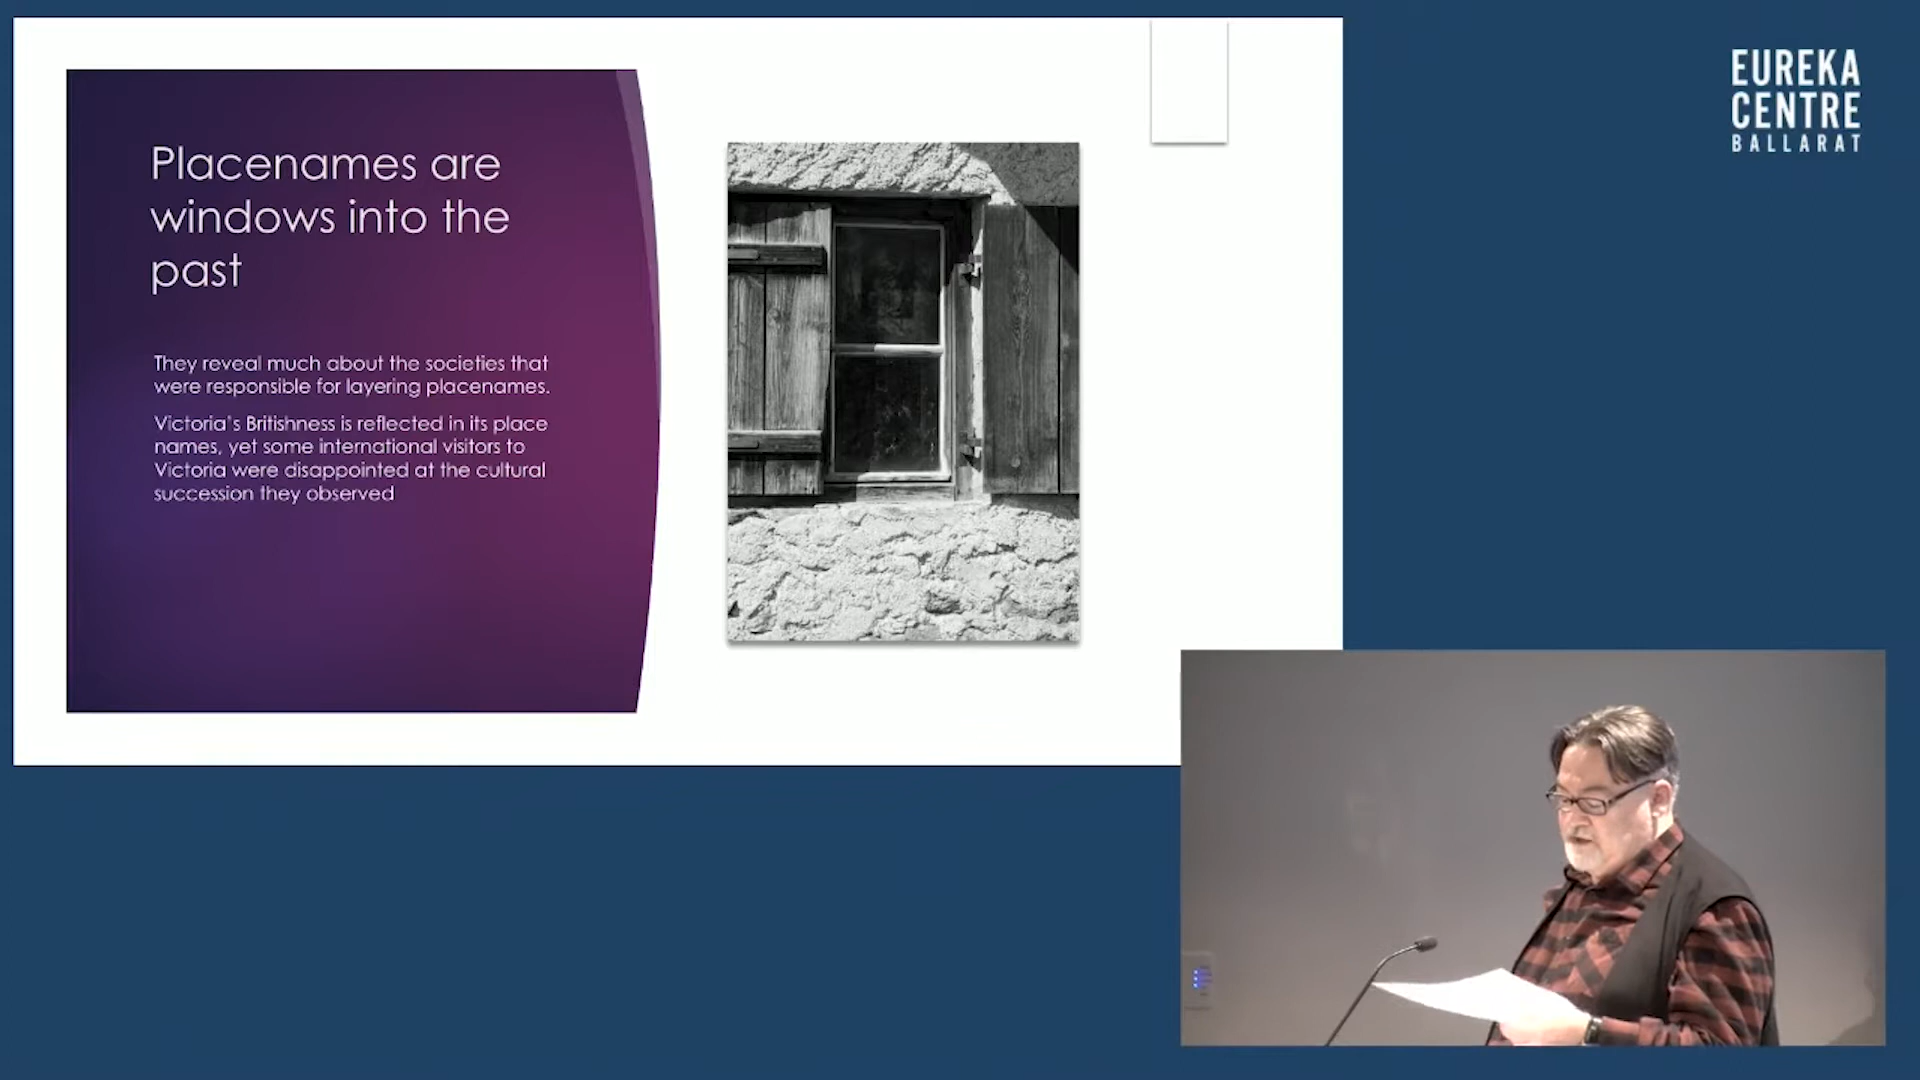 Placenames are
windows into the
past
They reveal much about the societies that
were responsible for layering placenames.
Victoria's Britishness is reflected in its place
names, yet some international visitors to
Victoria were disappointed at the cultural
succession they observed
EUREKA
CENTRE
BALLARAT